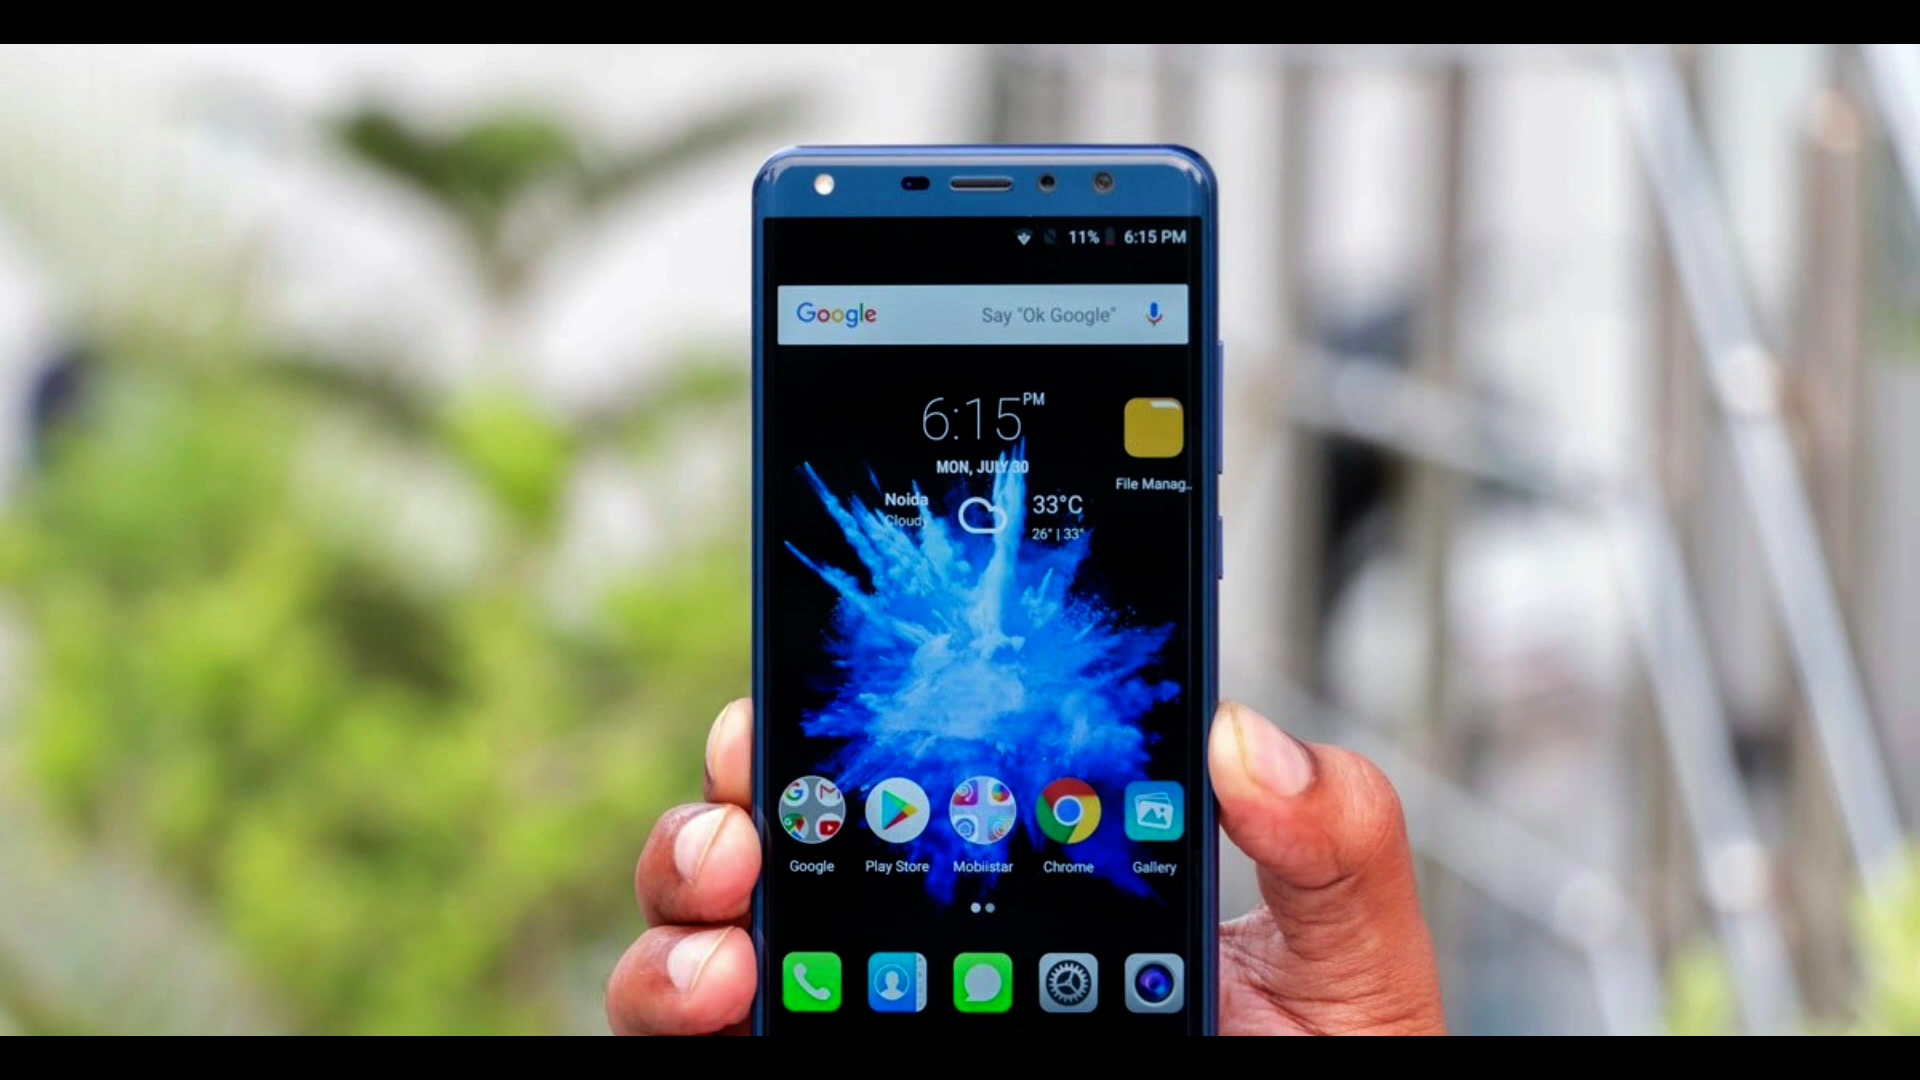 11% 6:15 PM
Google Say "Ok Google"
6:15 PM
MON, JULY 30
Noida
Cloudy
33°C
26° | 33°
File Manag..
Google Play Store Mobiistar Chrome Gallery